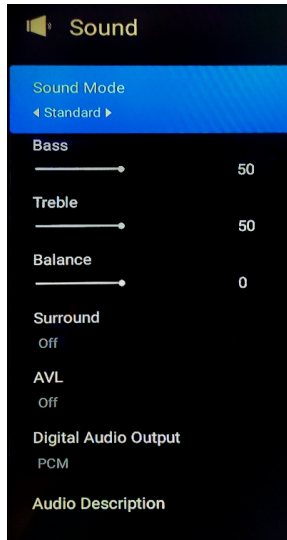 Sound
Sound Mode
Standard
Bass
50
Treble
50
Balance
0
Surround
Off
AVL
Off
Digital Audio Output
PCM
Audio Description